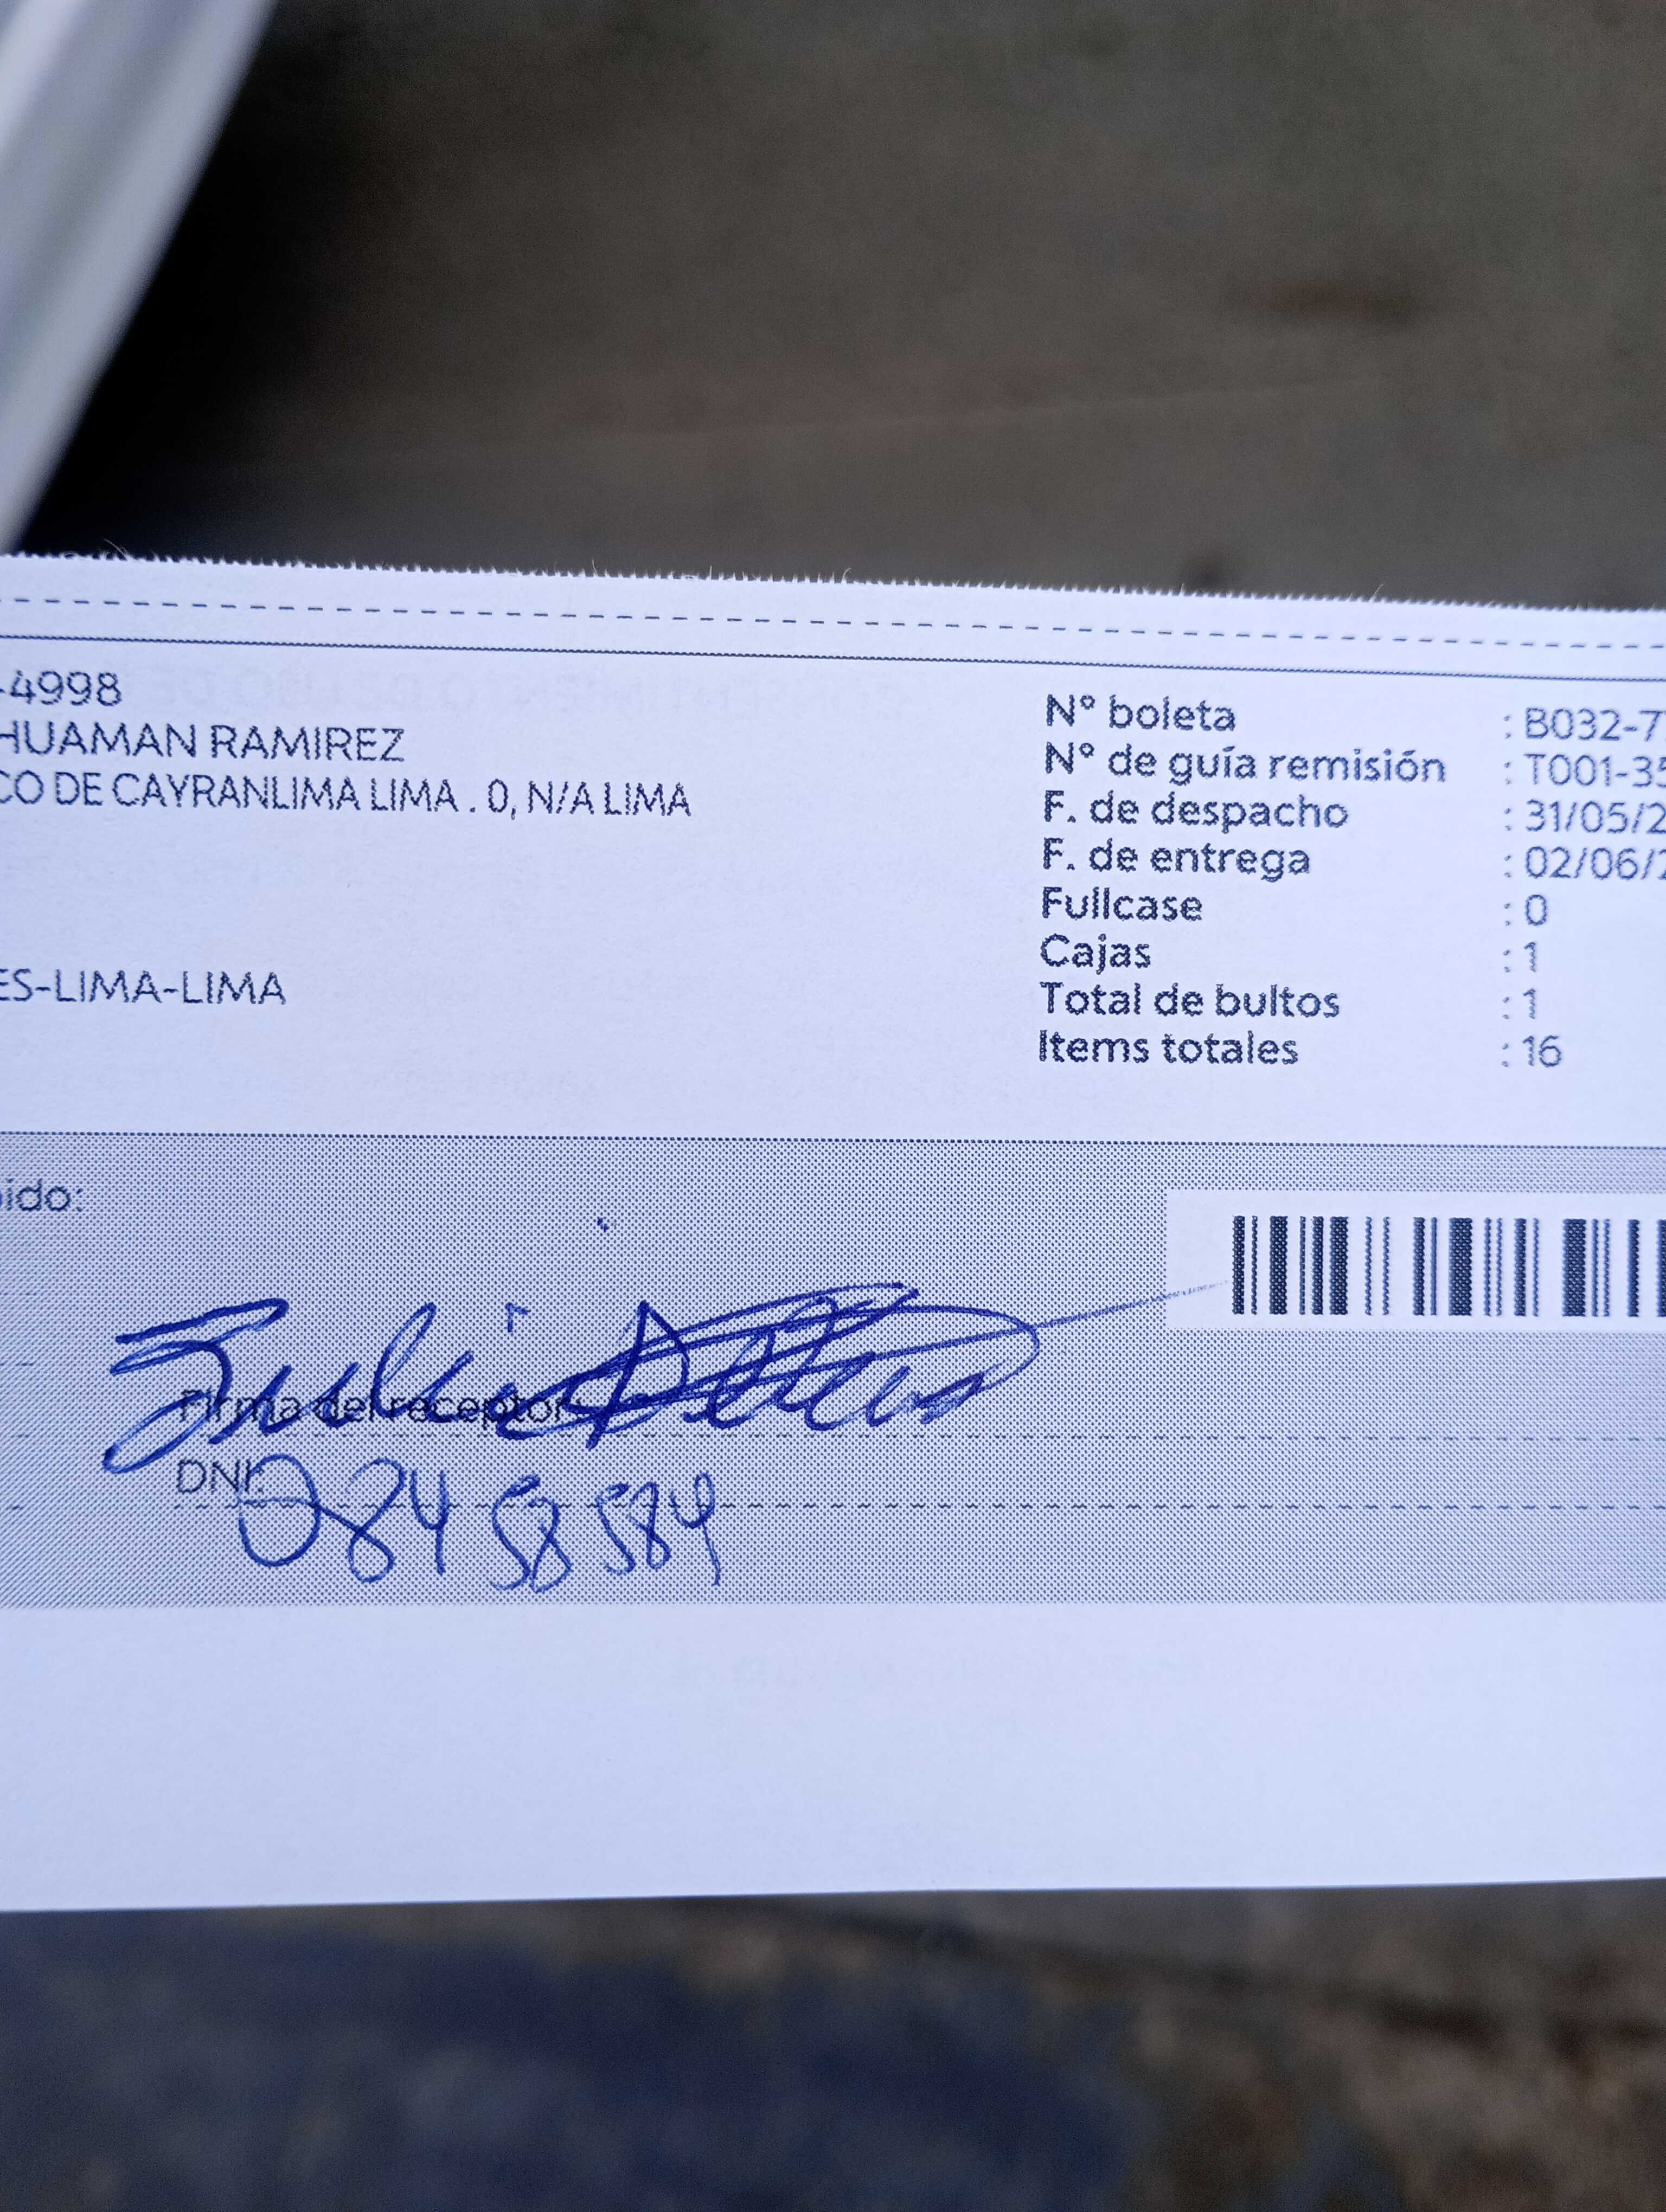 -4998
HUAMAN RAMIREZ
CO DE CAYRANLIMA LIMA . 0, N/A LIMA
ES-LIMA-LIMA
Nº boleta : B032-7
Nº de guía remisión : T001-35
F. de despacho : 31/05/2
F. de entrega : 02/06/2
Fullcase : 0
Cajas : 1
Total de bultos : 1
Items totales : 16
ido:
Firma del receptor
DNI: 08458584